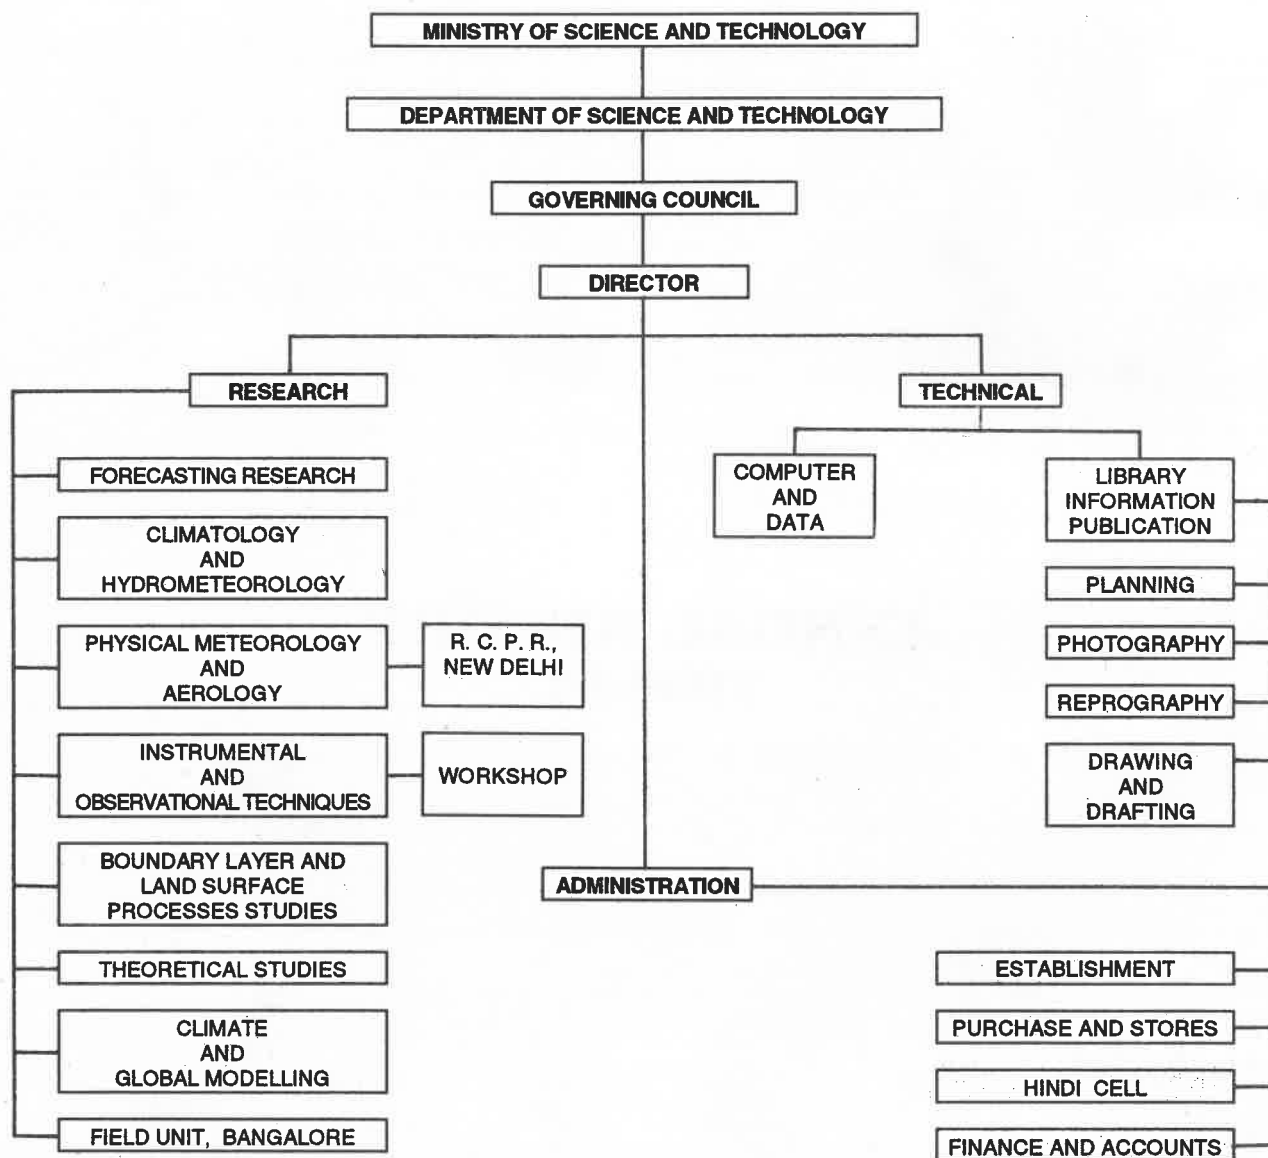 MINISTRY OF SCIENCE AND TECHNOLOGY
DEPARTMENT OF SCIENCE AND TECHNOLOGY
GOVERNING COUNCIL
DIRECTOR
RESEARCH
FORECASTING RESEARCH
CLIMATOLOGY
AND
HYDROMETEOROLOGY
PHYSICAL METEOROLOGY
AND
AEROLOGY
R. C. P. R.,
NEW DELHI
INSTRUMENTAL
AND
OBSERVATIONAL TECHNIQUES
WORKSHOP
BOUNDARY LAYER AND
LAND SURFACE
PROCESSES STUDIES
THEORETICAL STUDIES
CLIMATE
AND
GLOBAL MODELLING
FIELD UNIT, BANGALORE
TECHNICAL
COMPUTER
AND
DATA
LIBRARY
INFORMATION
PUBLICATION
PLANNING
PHOTOGRAPHY
REPROGRAPHY
DRAWING
AND
DRAFTING
ADMINISTRATION
ESTABLISHMENT
PURCHASE AND STORES
HINDI CELL
FINANCE AND ACCOUNTS